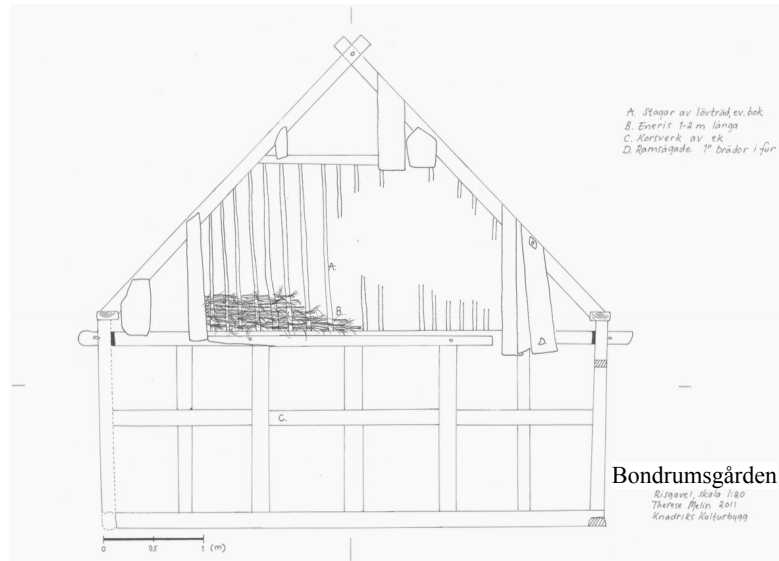 A. Stagar av lövträd, ev. bok
B. Eneris 1-2 m långa
C. Korsverk av ek
D. Ramsågade 1" brädor i fur
A.
B.
D.
C.
Bondrumsgården
Risgavel, skala 1:20
Therese Melin 2011
Knadriks Kulturbygg
0 0.5 1 (m)